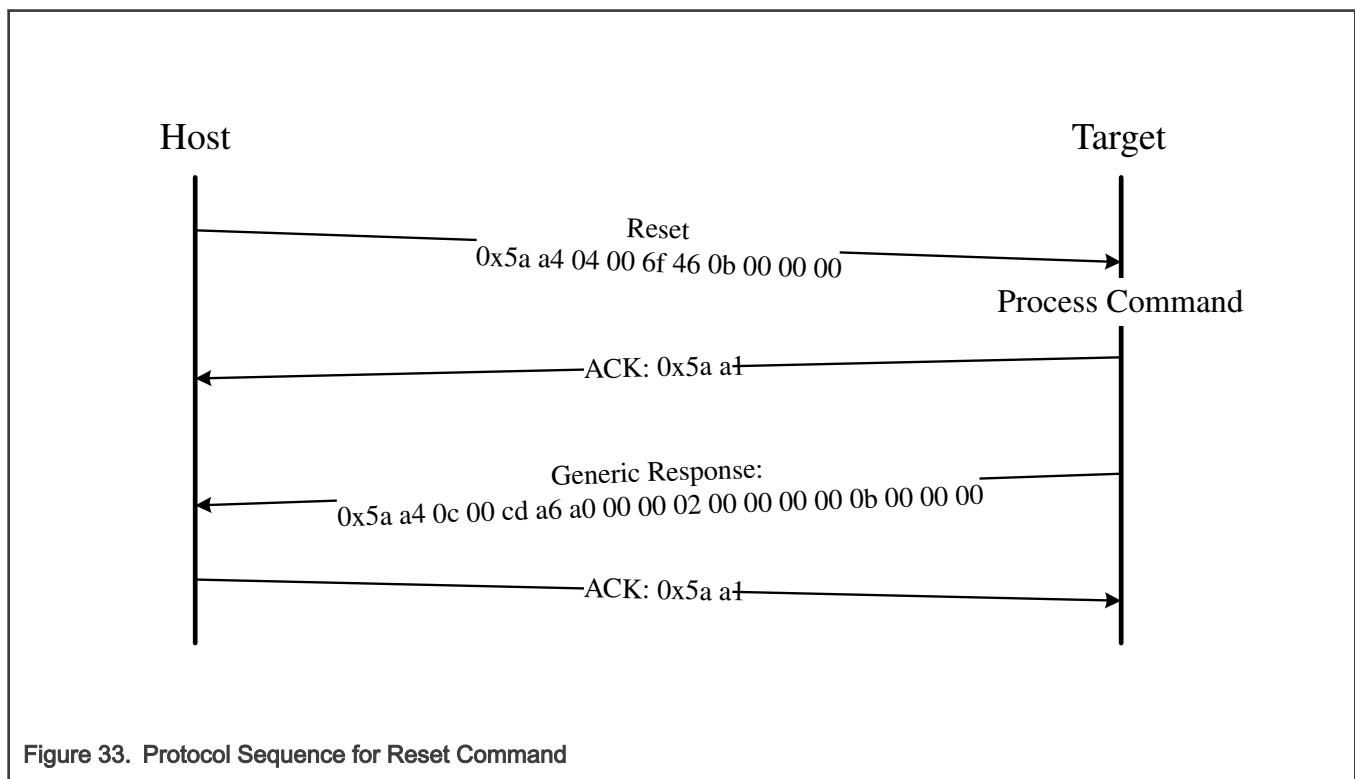 Host
Target
Reset
0x5a a4 04 00 6f 46 0b 00 00 00
Process Command
ACK: 0x5a a1
Generic Response:
0x5a a4 0c 00 cd a6 a0 00 00 02 00 00 00 00 0b 00 00 00
ACK: 0x5a a1
Figure 33. Protocol Sequence for Reset Command